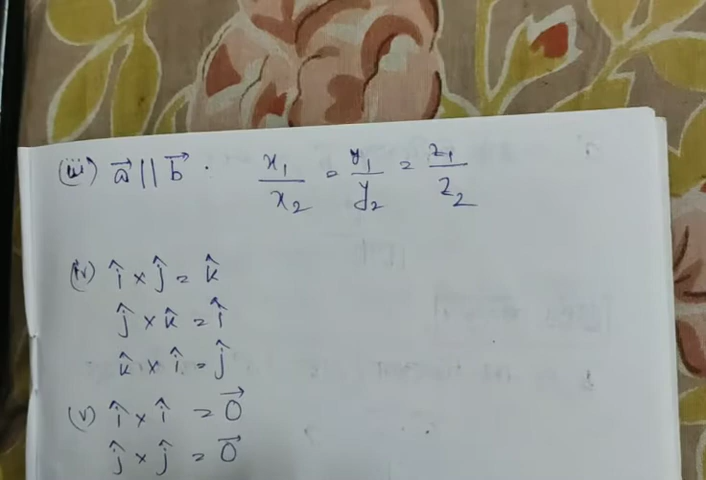 (iii) a⃗ || b⃗ . x₁/x₂ = y₁/y₂ = z₁/z₂
(iv) î × ĵ = k̂
ĵ × k̂ = î
k̂ × î = ĵ
(v) î × î = 0⃗
ĵ × ĵ = 0⃗